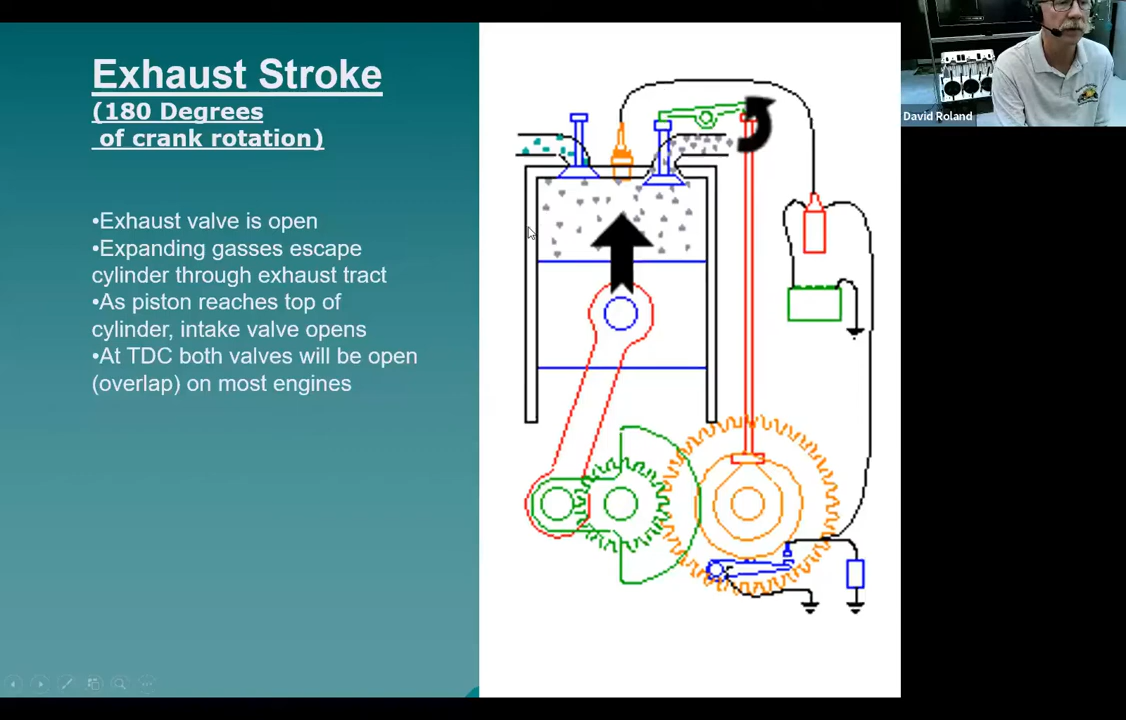 Exhaust Stroke
(180 Degrees
of crank rotation)
•Exhaust valve is open
•Expanding gasses escape
cylinder through exhaust tract
•As piston reaches top of
cylinder, intake valve opens
•At TDC both valves will be open
(overlap) on most engines
David Roland